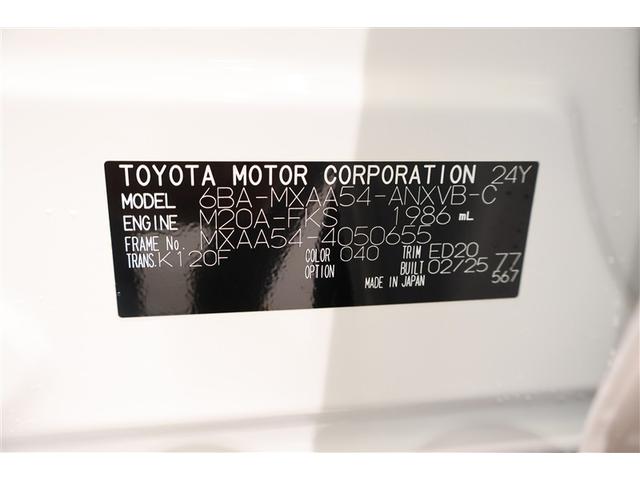 TOYOTA MOTOR CORPORATION 24Y
MODEL 6BA-MXAA54-ANXVB-C
ENGINE M20A-FKS 1986 mL
FRAME No. MXAA54-4050655
TRANS. K120F COLOR 040 TRIM ED20 77
OPTION BUILT 02/25 567
MADE IN JAPAN